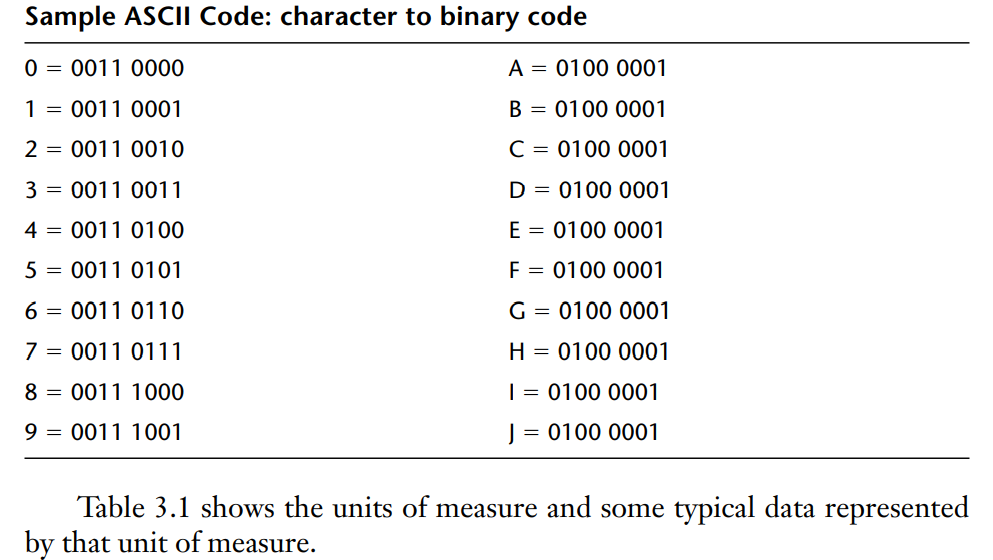 Sample ASCII Code: character to binary code
0 = 0011 0000 A = 0100 0001
1 = 0011 0001 B = 0100 0001
2 = 0011 0010 C = 0100 0001
3 = 0011 0011 D = 0100 0001
4 = 0011 0100 E = 0100 0001
5 = 0011 0101 F = 0100 0001
6 = 0011 0110 G = 0100 0001
7 = 0011 0111 H = 0100 0001
8 = 0011 1000 I = 0100 0001
9 = 0011 1001 J = 0100 0001
Table 3.1 shows the units of measure and some typical data represented
by that unit of measure.